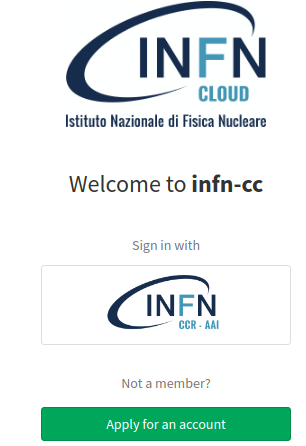 INFN
CLOUD
Istituto Nazionale di Fisica Nucleare
Welcome to infn-cc
Sign in with
INFN
CCR - AAI
Not a member?
Apply for an account